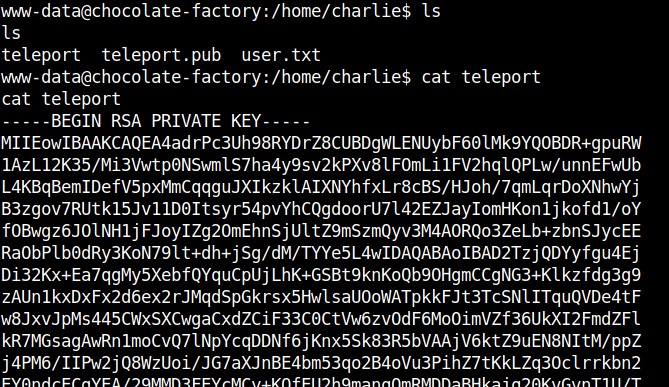 www-data@chocolate-factory:/home/charlie$ ls
ls
teleport  teleport.pub  user.txt
www-data@chocolate-factory:/home/charlie$ cat teleport
cat teleport
-----BEGIN RSA PRIVATE KEY-----
MIIEowIBAAKCAQEA4adrPc3Uh98RYDrZ8CUBDgWLENUybF60lMk9YQOBDR+gpuRW
1AzL12K35/Mi3Vwtp0NSwmlS7ha4y9sv2kPXv8lFOmLi1FV2hqlQPLw/unnEFwUb
L4KBqBemIDefV5pxMmCqqguJXIkzklAIXNYhfxLr8cBS/HJoh/7qmLqrDoXNhwYj
B3zgov7RUtk15Jv11D0Itsyr54pvYhCQgdoorU7l42EZJayIomHKon1jkofd1/oY
fOBwgz6JOlNH1jFJoyIZg2OmEhnSjUltZ9mSzmQyv3M4AORQo3ZeLb+zbnSJycEE
RaObPlb0dRy3KoN79lt+dh+jSg/dM/TYYe5L4wIDAQABAoIBAD2TzjQDYyfgu4Ej
Di32Kx+Ea7qgMy5XebfQYquCpUjLhK+GSBt9knKoQb9OHgmCCgNG3+Klkzfdg3g9
zAUn1kxDxFx2d6ex2rJMqdSpGkrsx5HwlsaUOoWATpkkFJt3TcSNlITquQVDe4tF
w8JxvJpMs445CWxSXCwgaCxdZCiF33C0CtVw6zvOdF6MoOimVZf36UkXI2FmdZFl
kR7MGsagAwRn1moCvQ7lNpYcqDDNf6jKnx5Sk83R5bVAAjV6ktZ9uEN8NItM/ppZ
j4PM6/IIPw2jQ8WzUoi/JG7aXJnBE4bm53qo2B4oVu3PihZ7tKkLZq3Oclrrkbn2